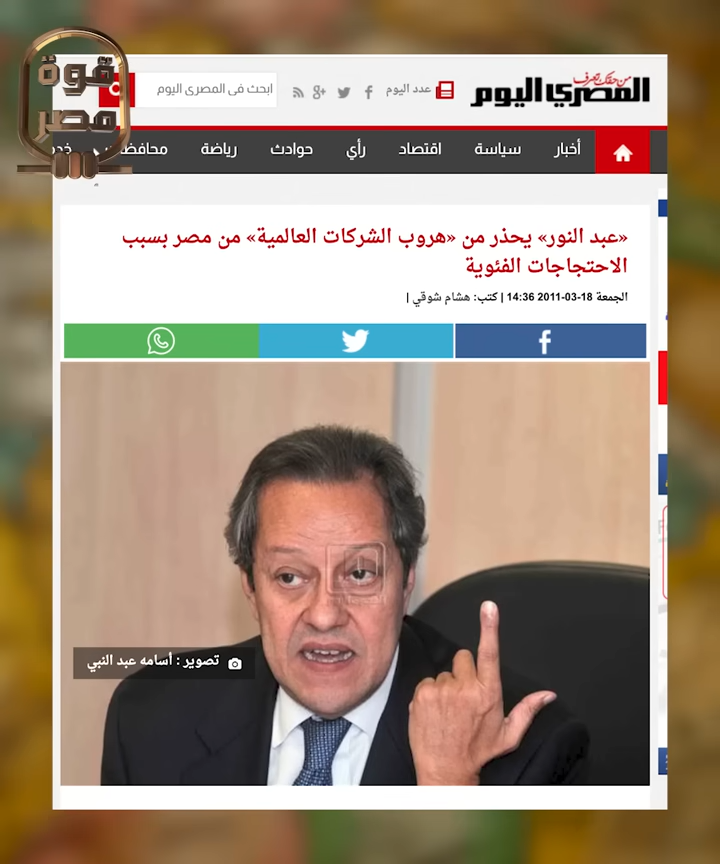 قوة
مصر
من حقك تعرف
المصري اليوم
عدد اليوم
ابحث فى المصرى اليوم
أخبار سياسة اقتصاد رأي حوادث رياضة محافظات
«عبد النور» يحذر من «هروب الشركات العالمية» من مصر بسبب
الاحتجاجات الفئوية
الجمعة 18-03-2011 14:36 | كتب: هشام شوقي |
تصوير : أسامه عبد النبي